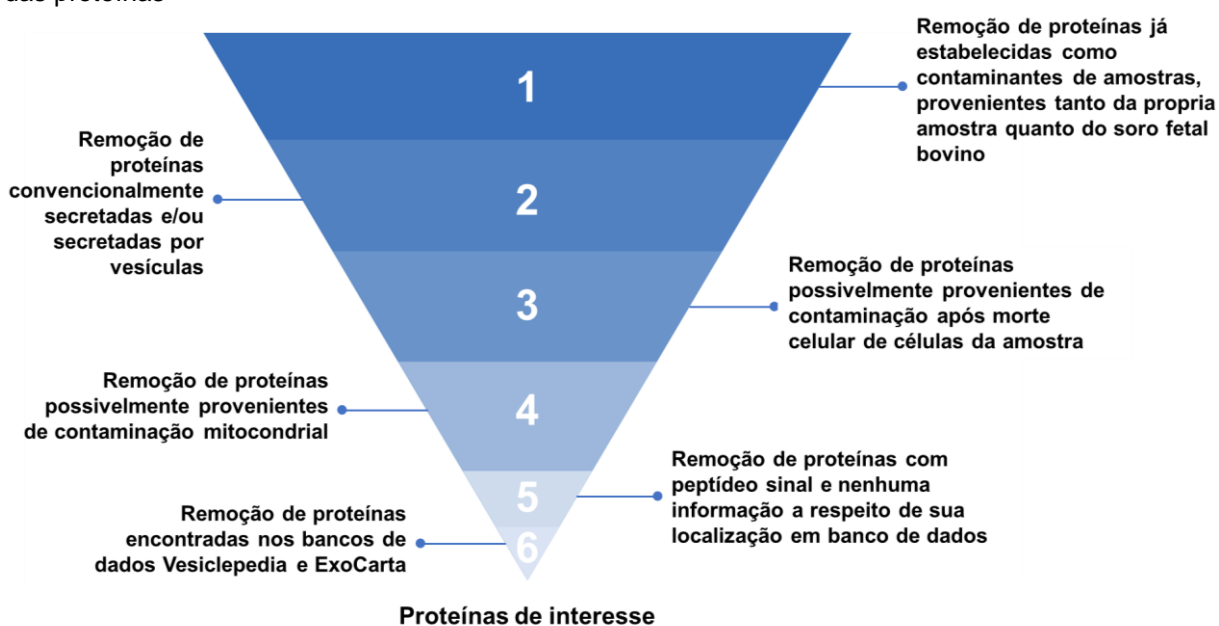 das proteínas
1
Remoção de proteínas já
estabelecidas como
contaminantes de amostras,
provenientes tanto da propria
amostra quanto do soro fetal
bovino
Remoção de
proteínas
convencionalmente
secretadas e/ou
secretadas por
vesículas
2
3
Remoção de proteínas
possivelmente provenientes de
contaminação após morte
celular de células da amostra
Remoção de proteínas
possivelmente provenientes
de contaminação mitocondrial
4
5
Remoção de proteínas com
peptídeo sinal e nenhuma
informação a respeito de sua
localização em banco de dados
Remoção de proteínas
encontradas nos bancos de
dados Vesiclepedia e ExoCarta
6
Proteínas de interesse